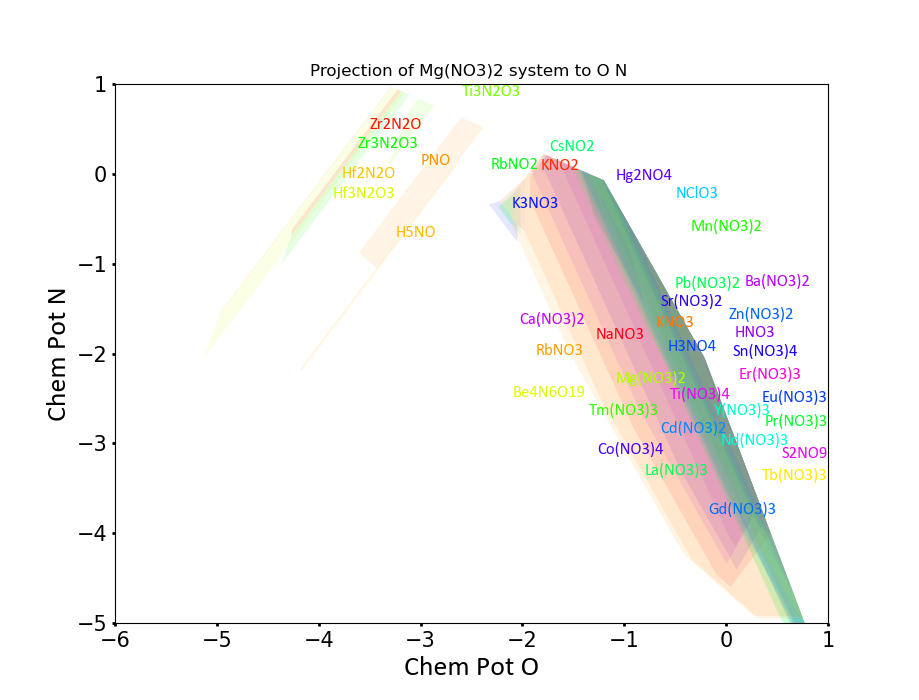 Projection of Mg(NO3)2 system to O N
1
Ti3N2O3
Zr2N2O
Zr3N2O3
CsNO2
PNO
RbNO2
KNO2
0
Hf2N2O
Hg2NO4
Hf3N2O3
NClO3
K3NO3
H5NO
Mn(NO3)2
−1
Pb(NO3)2
Ba(NO3)2
Sr(NO3)2
Ca(NO3)2
KNO3
Zn(NO3)2
NaNO3
HNO3
RbNO3
H3NO4
Sn(NO3)4
−2
Mg(NO3)2
Er(NO3)3
Be4N6O19
Ti(NO3)4
Eu(NO3)3
Tm(NO3)3
Y(NO3)3
Cd(NO3)2
Pr(NO3)3
Nd(NO3)3
−3
Co(NO3)4
S2NO9
La(NO3)3
Tb(NO3)3
Gd(NO3)3
−4
−5
−6
−5
−4
−3
−2
−1
0
1
Chem Pot O
Chem Pot N